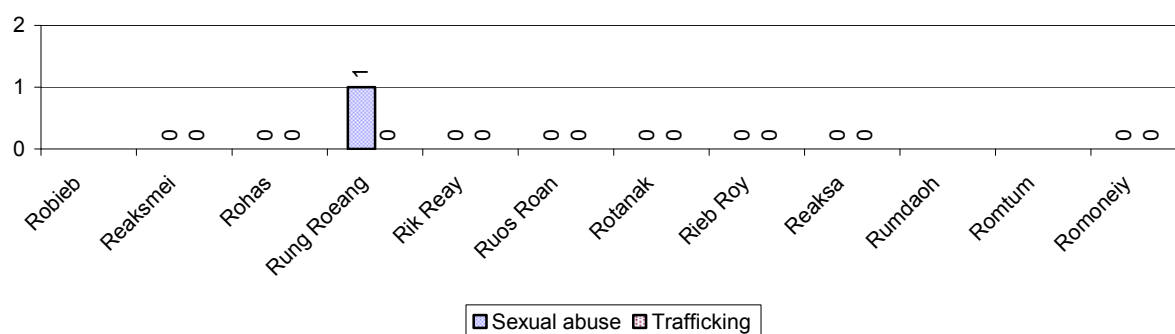 2
1
0
1 0
0 0 0 0 0 0 0 0 0 0 0 0 0 0 0 0
Robieb Reaksmei Rohas Rung Roeang Rik Reay Ruos Roan Rotanak Rieb Roy Reaksa Rumdaoh Romtum Romoneiy
Sexual abuse Trafficking